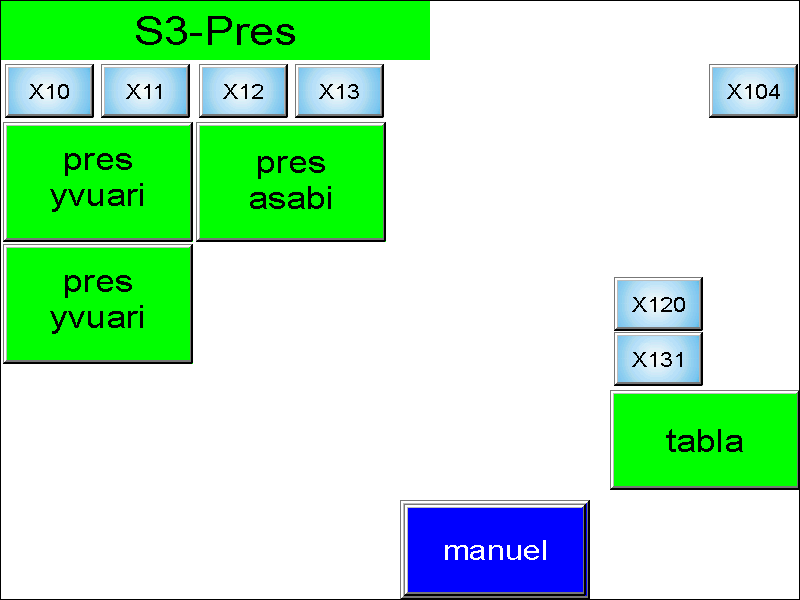 S3-Pres
X10 X11 X12 X13 X104
pres
yvuari
pres
asabi
pres
yvuari
X120
X131
tabla
manuel